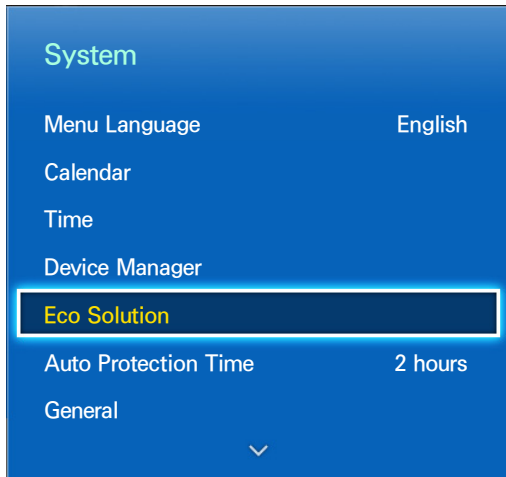 System
Menu Language English
Calendar
Time
Device Manager
Eco Solution
Auto Protection Time 2 hours
General